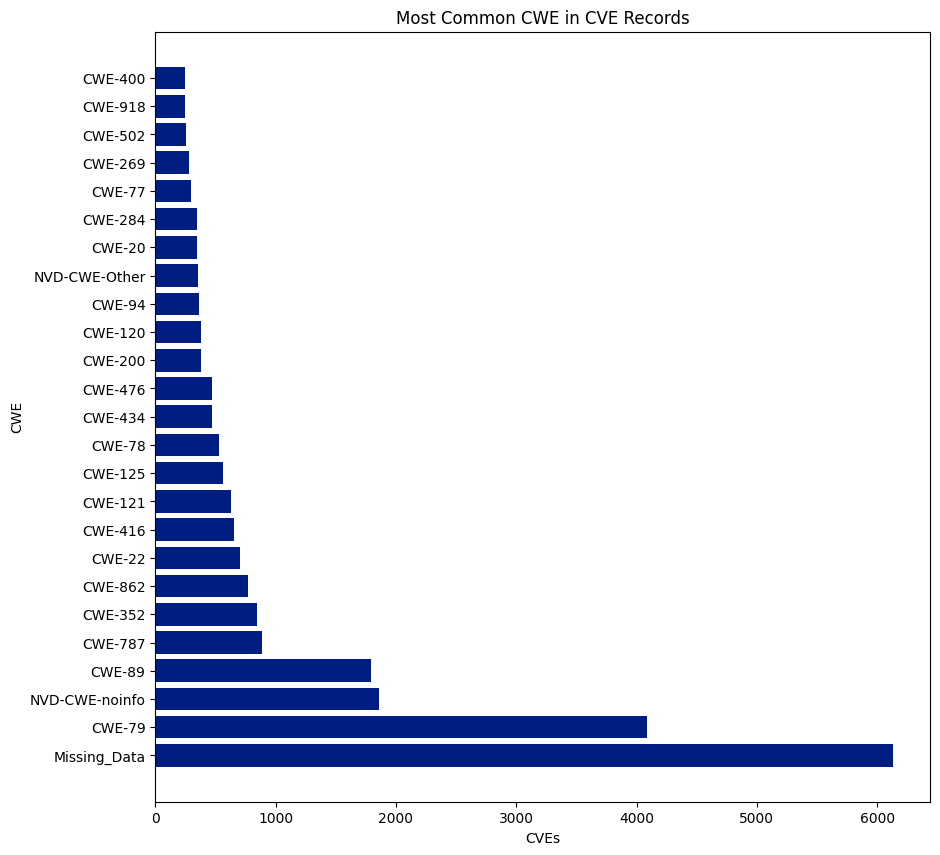 Most Common CWE in CVE Records
CWE-400
CWE-918
CWE-502
CWE-269
CWE-77
CWE-284
CWE-20
NVD-CWE-Other
CWE-94
CWE-120
CWE-200
CWE-476
CWE-434
CWE-78
CWE-125
CWE-121
CWE-416
CWE-22
CWE-862
CWE-352
CWE-787
CWE-89
NVD-CWE-noinfo
CWE-79
Missing_Data
CWE
0 1000 2000 3000 4000 5000 6000
CVEs